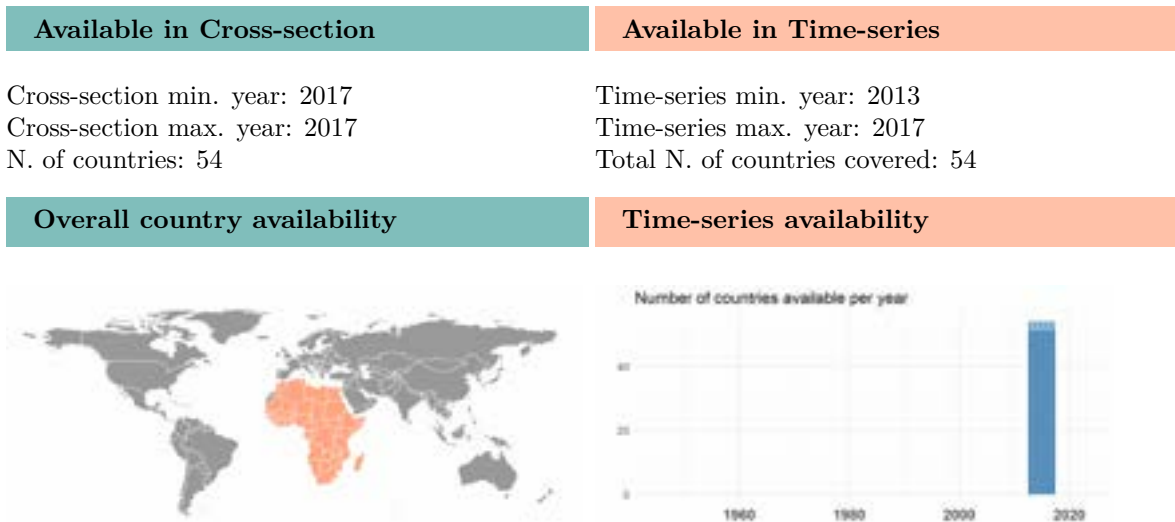 Available in Cross-section
Available in Time-series
Cross-section min. year: 2017
Cross-section max. year: 2017
N. of countries: 54
Time-series min. year: 2013
Time-series max. year: 2017
Total N. of countries covered: 54
Overall country availability
Time-series availability
Number of countries available per year
40
20
0
1960
1980
2000
2020